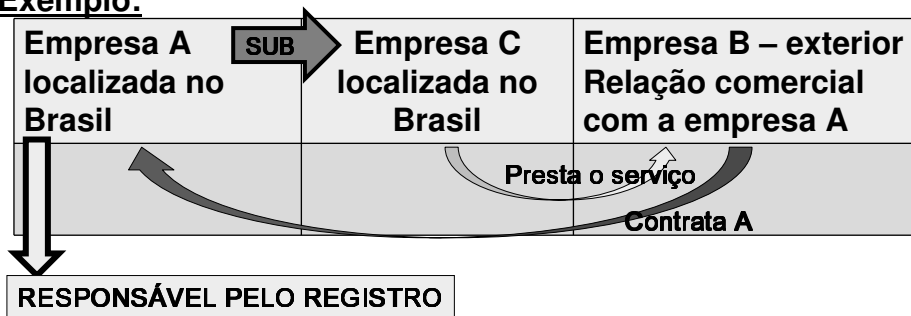 Exemplo:
Empresa A
localizada no
Brasil
SUB
Empresa C
localizada no
Brasil
Empresa B – exterior
Relação comercial
com a empresa A
Presta o serviço
Contrata A
RESPONSÁVEL PELO REGISTRO